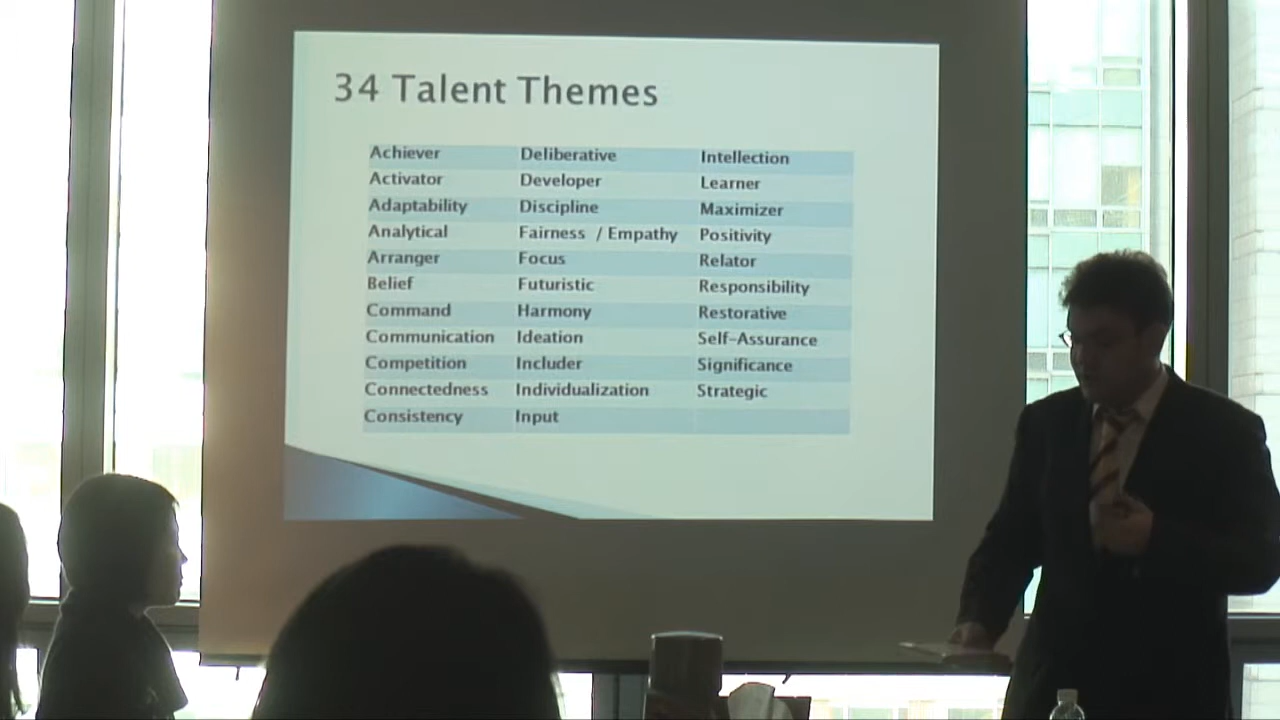 34 Talent Themes
Achiever Deliberative Intellection
Activator Developer Learner
Adaptability Discipline Maximizer
Analytical Fairness / Empathy Positivity
Arranger Focus Relator
Belief Futuristic Responsibility
Command Harmony Restorative
Communication Ideation Self-Assurance
Competition Includer Significance
Connectedness Individualization Strategic
Consistency Input